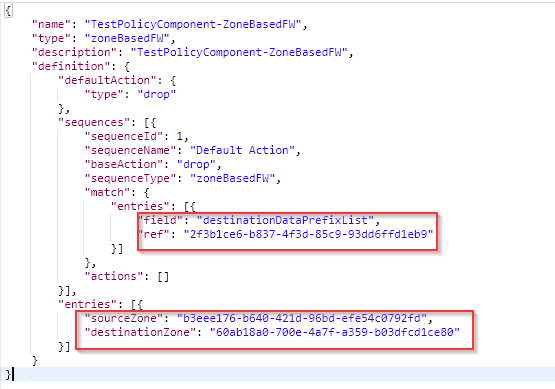 {
"name": "TestPolicyComponent-ZoneBasedFW",
"type": "zoneBasedFW",
"description": "TestPolicyComponent-ZoneBasedFW",
"definition": {
"defaultAction": {
"type": "drop"
},
"sequences": [{
"sequenceId": 1,
"sequenceName": "Default Action",
"baseAction": "drop",
"sequenceType": "zoneBasedFW",
"match": {
"entries": [{
"field": "destinationDataPrefixList",
"ref": "2f3b1ce6-b837-4f3d-85c9-93dd6ffd1eb9"
}]
},
"actions": []
}],
"entries": [{
"sourceZone": "b3eee176-b640-421d-96bd-efe54c0792fd",
"destinationZone": "60ab18a0-700e-4a7f-a359-b03dfcd1ce80"
}]
}
}